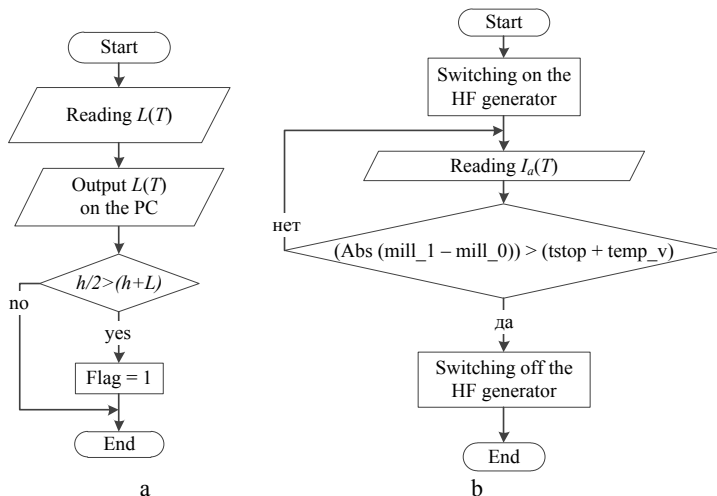 Start
Reading L(T)
Output L(T)
on the PC
h/2>(h+L)
no
yes
Flag = 1
End
a
Start
Switching on the
HF generator
Reading Iₐ(T)
нет
(Abs (mill_1 – mill_0)) > (tstop + temp_v)
да
Switching off the
HF generator
End
b